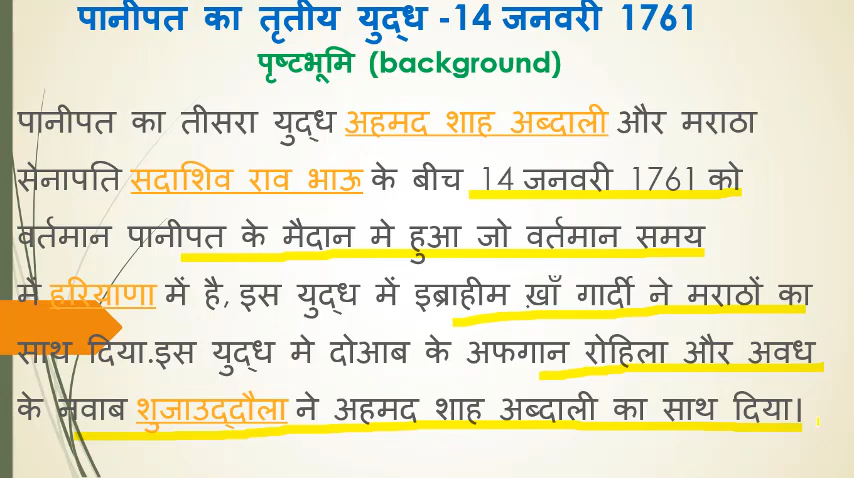 पानीपत का तृतीय युद्ध -14 जनवरी 1761
पृष्टभूमि (background)
पानीपत का तीसरा युद्ध अहमद शाह अब्दाली और मराठा
सेनापति सदाशिव राव भाऊ के बीच 14 जनवरी 1761 को
वर्तमान पानीपत के मैदान मे हुआ जो वर्तमान समय
में हरियाणा में है, इस युद्ध में इब्राहीम ख़ाँ गार्दी ने मराठों का
साथ दिया.इस युद्ध मे दोआब के अफगान रोहिला और अवध
के नवाब शुजाउद्दौला ने अहमद शाह अब्दाली का साथ दिया।